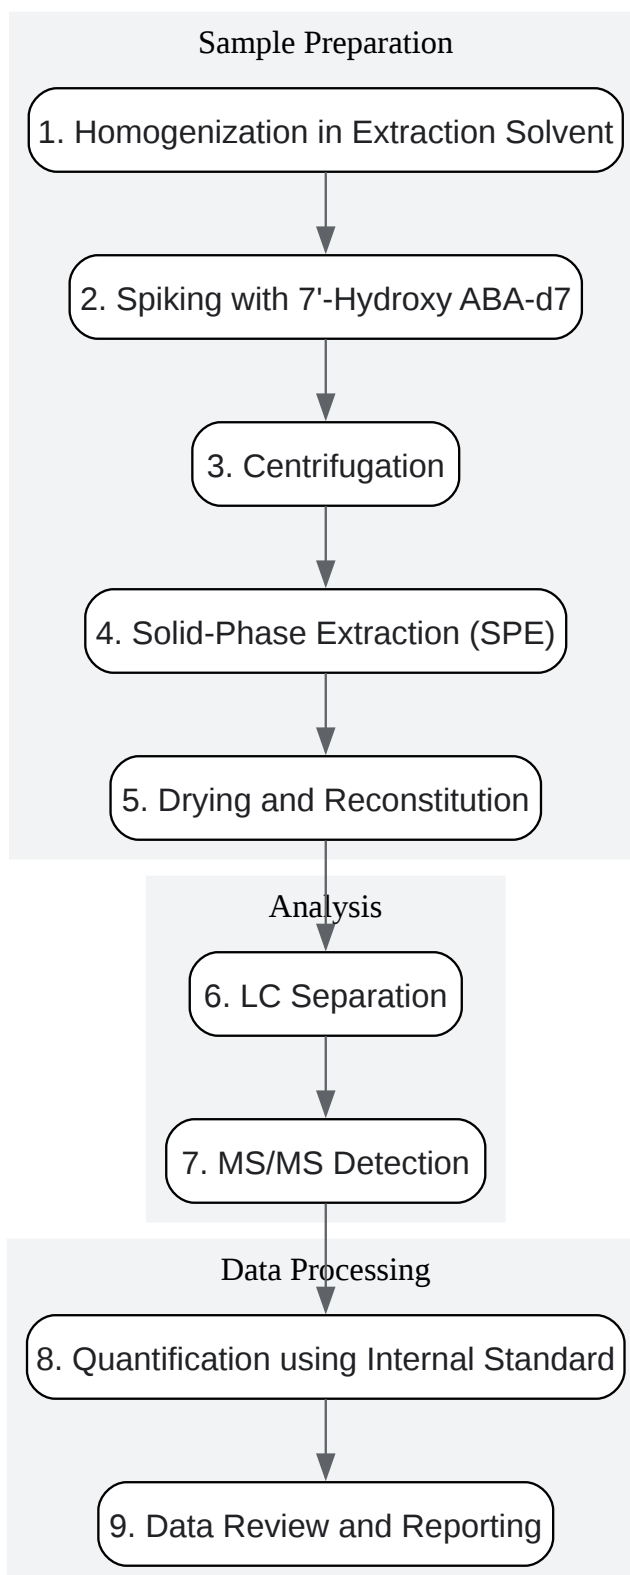 Sample Preparation
1. Homogenization in Extraction Solvent
2. Spiking with 7'-Hydroxy ABA-d7
3. Centrifugation
4. Solid-Phase Extraction (SPE)
5. Drying and Reconstitution
Analysis
6. LC Separation
7. MS/MS Detection
Data Processing
8. Quantification using Internal Standard
9. Data Review and Reporting